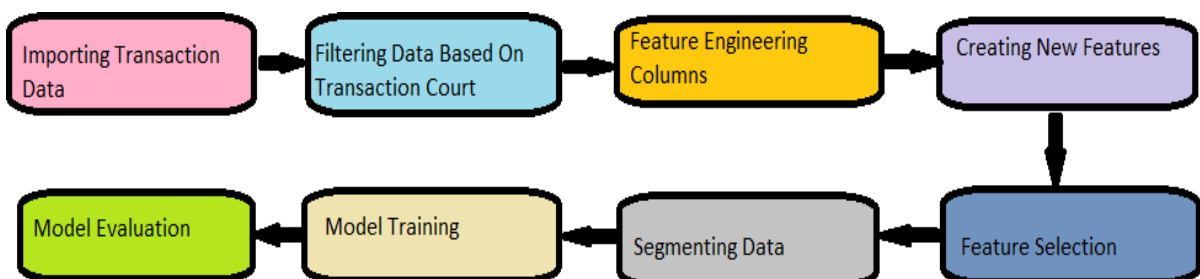 Importing Transaction
Data
Filtering Data Based On
Transaction Court
Feature Engineering
Columns
Creating New Features
Feature Selection
Segmenting Data
Model Training
Model Evaluation